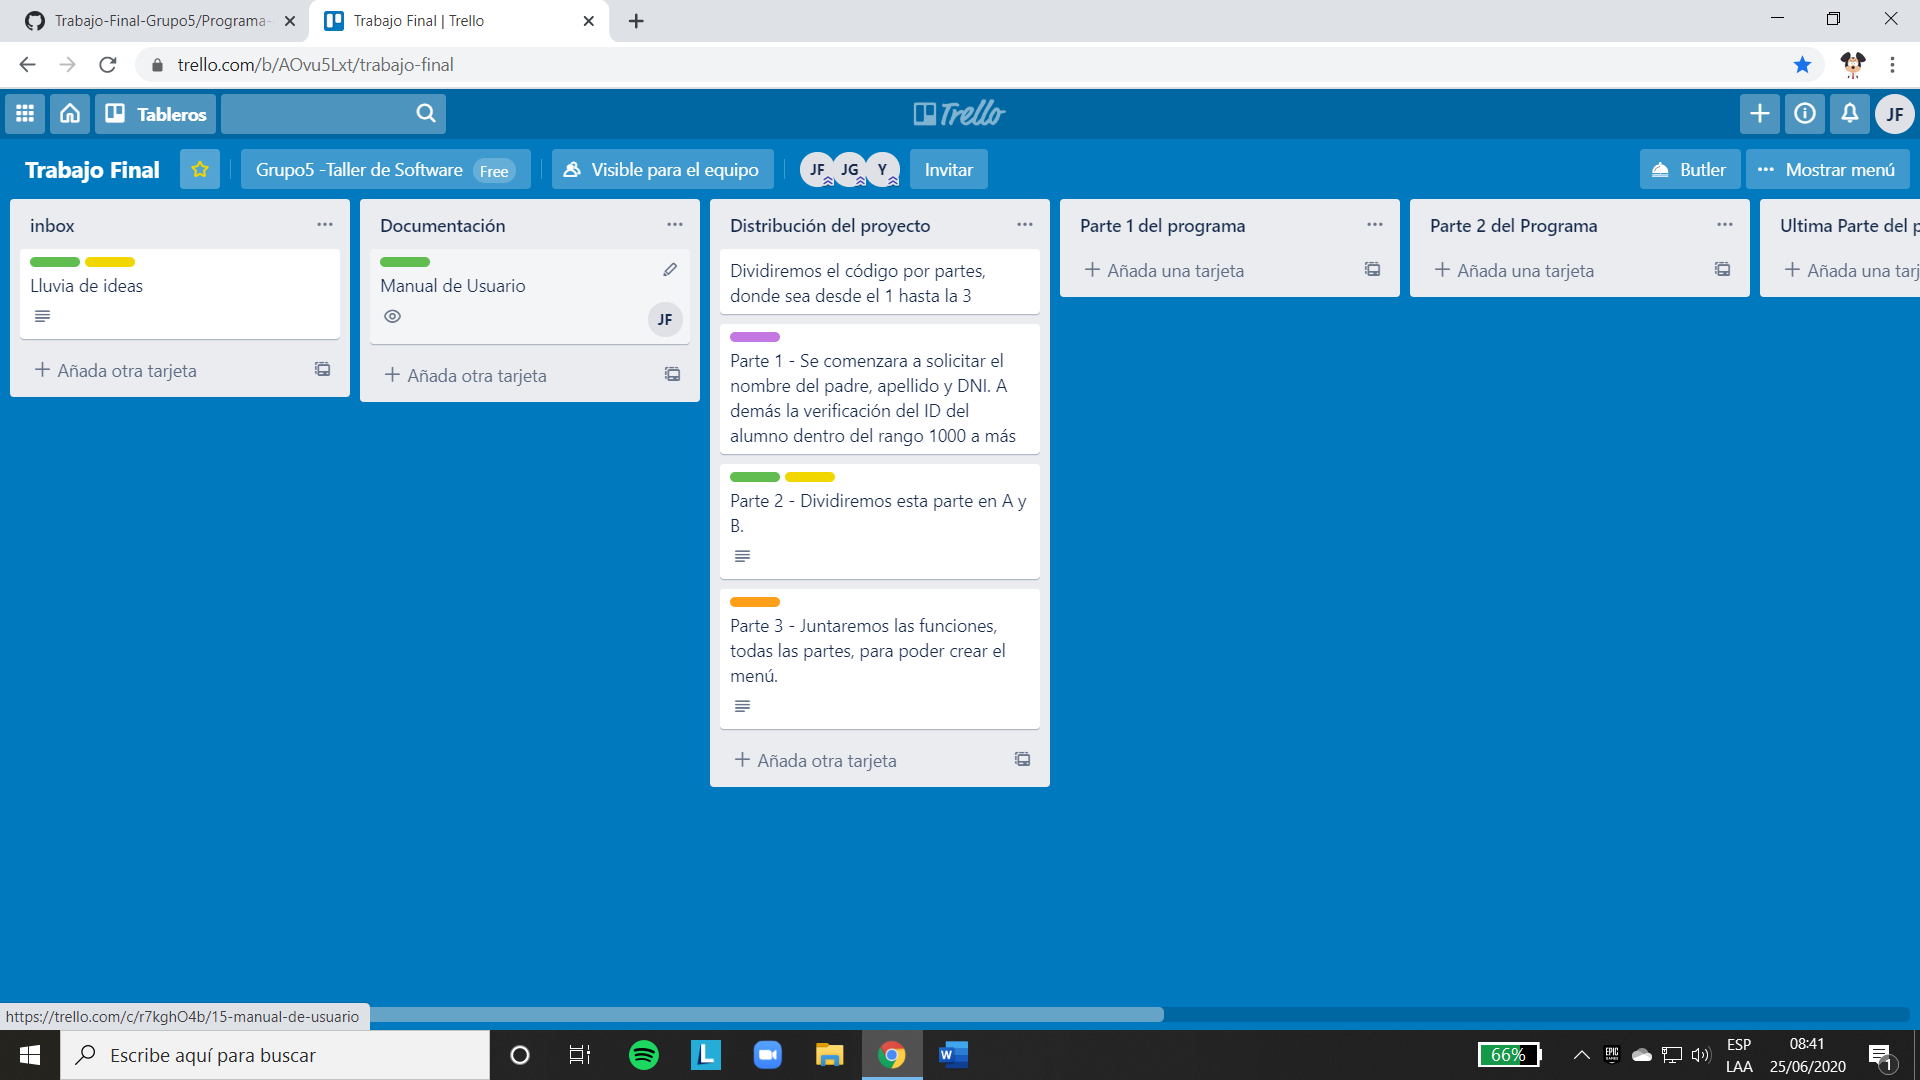 Trabajo-Final-Grupo5/Programa-
Trabajo Final | Trello
trello.com/b/AOvu5Lxt/trabajo-final
Tableros
Trello
JF
Trabajo Final
Grupo5 -Taller de Software Free
Visible para el equipo
JF JG Y
Invitar
Butler
Mostrar menú
inbox
Lluvia de ideas
Añada otra tarjeta
Documentación
Manual de Usuario
JF
Añada otra tarjeta
Distribución del proyecto
Dividiremos el código por partes,
donde sea desde el 1 hasta la 3
Parte 1 - Se comenzara a solicitar el
nombre del padre, apellido y DNI. A
demás la verificación del ID del
alumno dentro del rango 1000 a más
Parte 2 - Dividiremos esta parte en A y
B.
Parte 3 - Juntaremos las funciones,
todas las partes, para poder crear el
menú.
Añada otra tarjeta
Parte 1 del programa
Añada una tarjeta
Parte 2 del Programa
Añada una tarjeta
Ultima Parte del p
Añada una tarj
https://trello.com/c/r7kghO4b/15-manual-de-usuario
Escribe aquí para buscar
L
W
66%
EPIC
ESP
LAA
08:41
25/06/2020
1